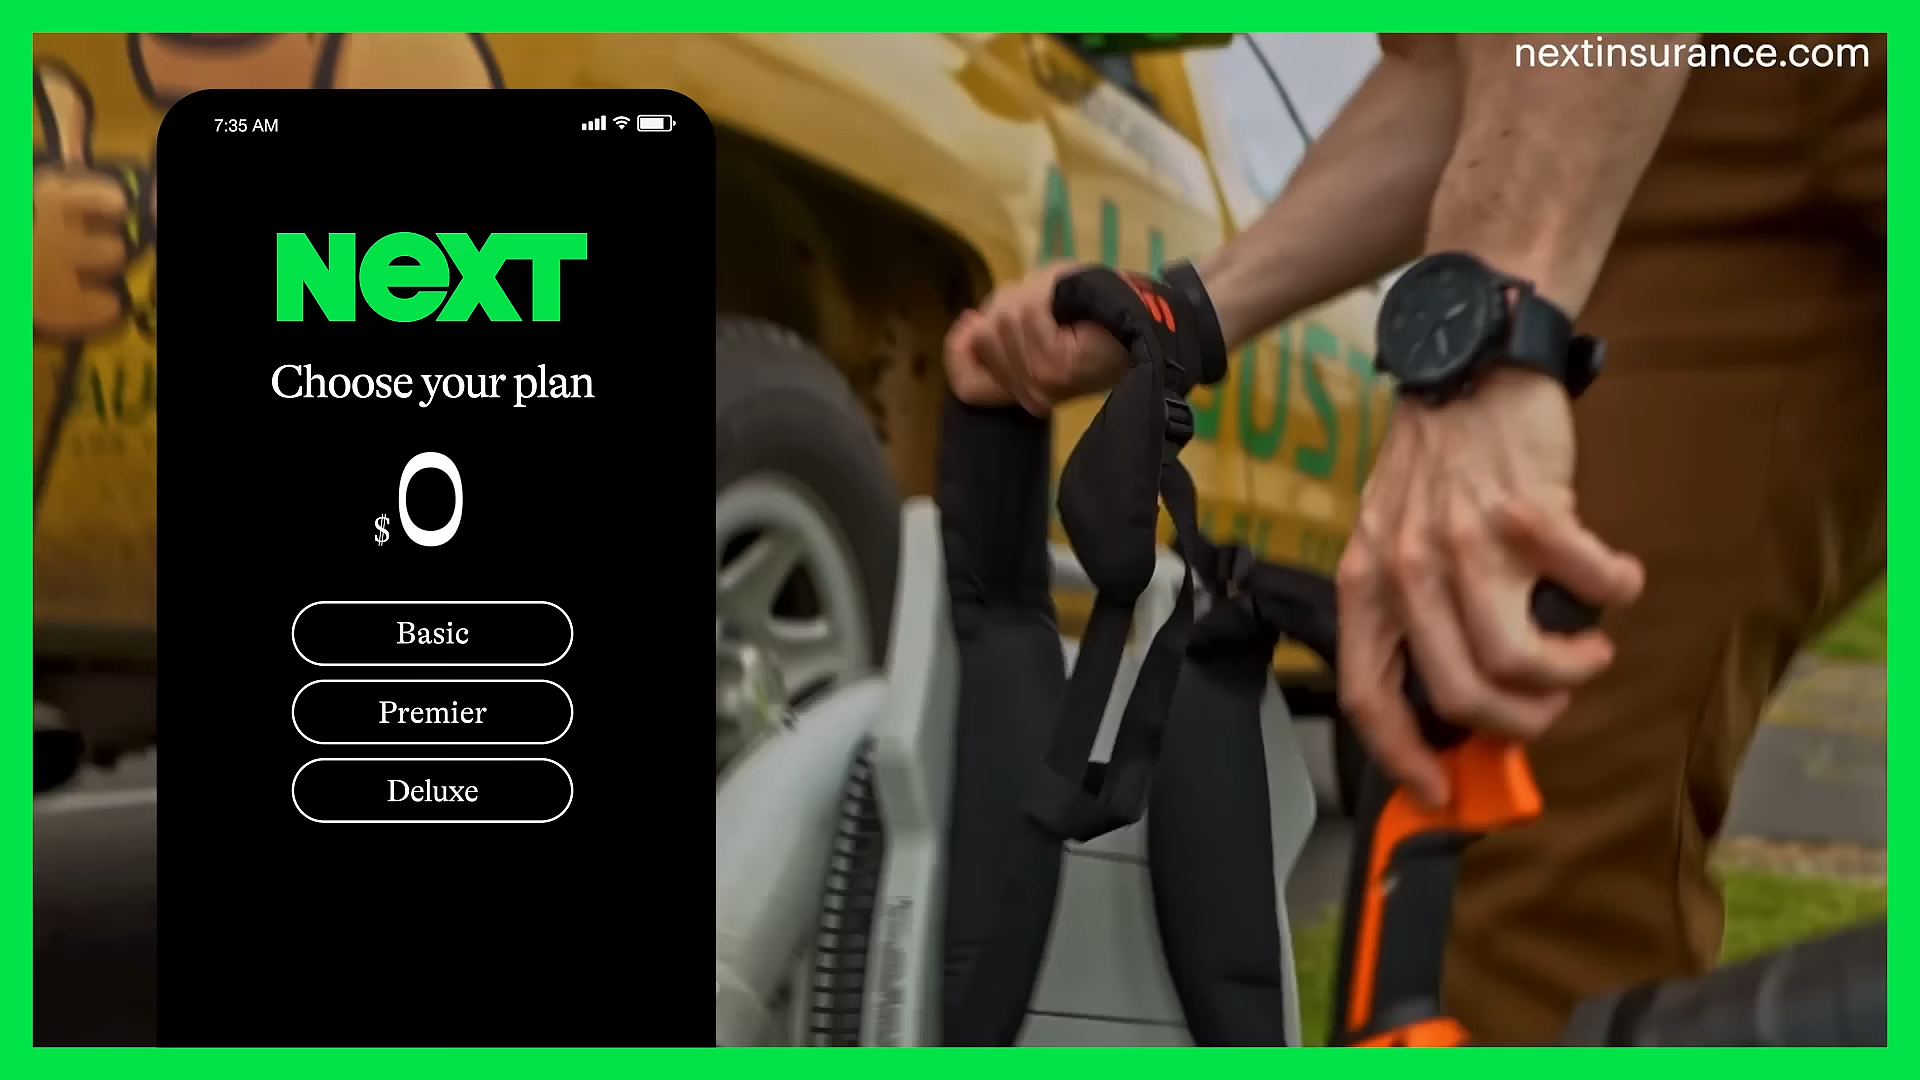 nextinsurance.com
7:35 AM
NeXT
Choose your plan
$0
Basic
Premier
Deluxe